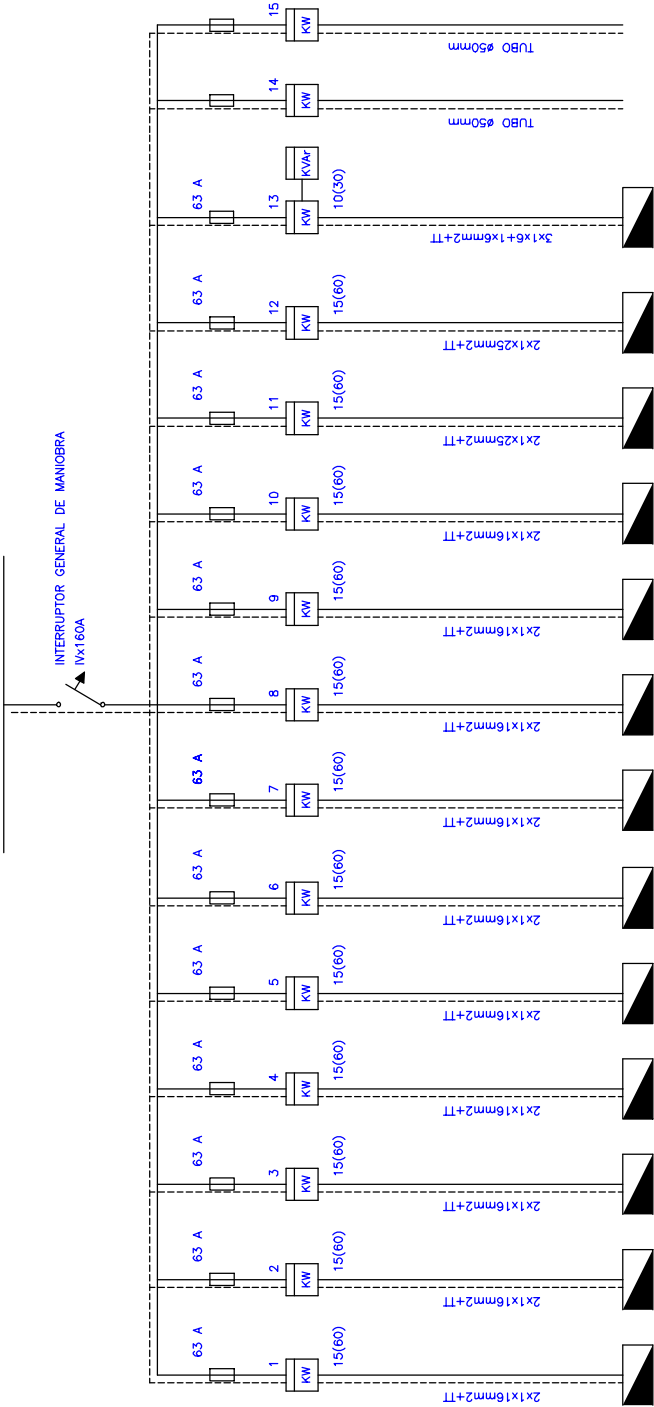 INTERRUPTOR GENERAL DE MANIOBRA
IVx160A
63 A
1
KW
15(60)
2x1x16mm2+TT
63 A
2
KW
15(60)
2x1x16mm2+TT
63 A
3
KW
15(60)
2x1x16mm2+TT
63 A
4
KW
15(60)
2x1x16mm2+TT
63 A
5
KW
15(60)
2x1x16mm2+TT
63 A
6
KW
15(60)
2x1x16mm2+TT
63 A
7
KW
15(60)
2x1x16mm2+TT
63 A
8
KW
15(60)
2x1x16mm2+TT
63 A
9
KW
15(60)
2x1x16mm2+TT
63 A
10
KW
15(60)
2x1x16mm2+TT
63 A
11
KW
15(60)
2x1x25mm2+TT
63 A
12
KW
15(60)
2x1x25mm2+TT
63 A
13
KW
KVAr
10(30)
3x1x6+1x6mm2+TT
14
KW
TUBO ø50mm
15
KW
TUBO ø50mm